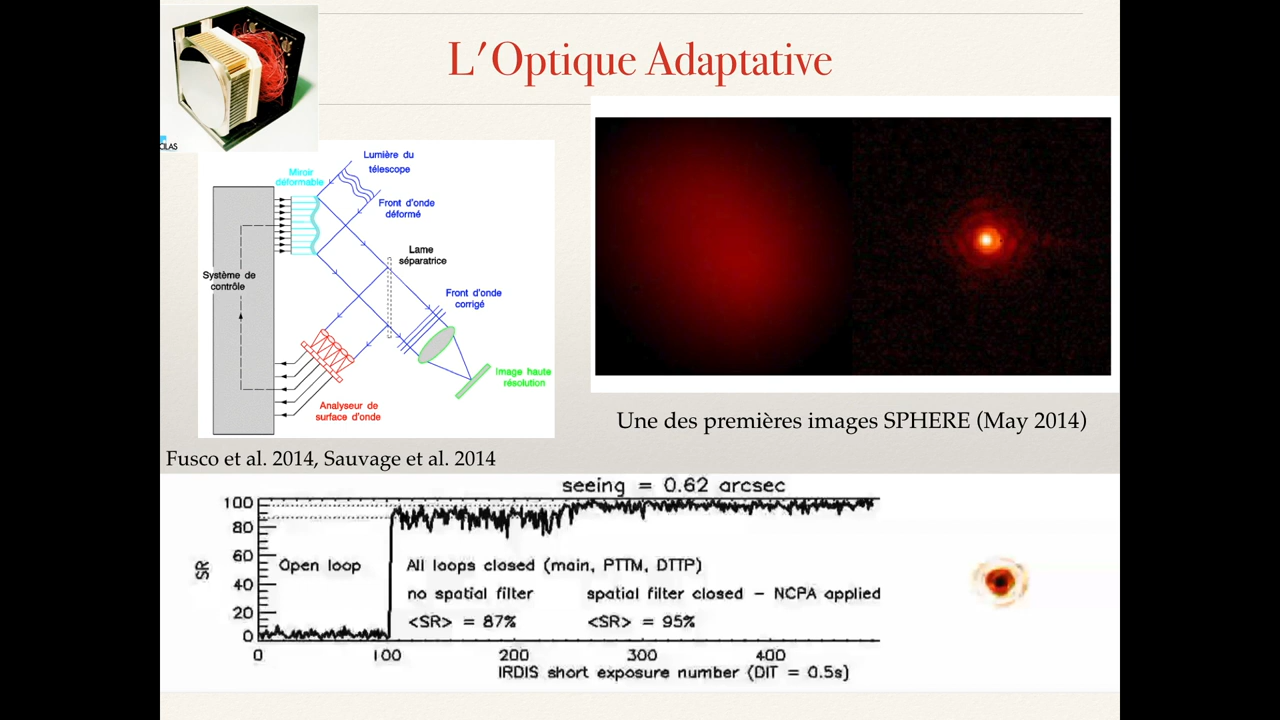 L'Optique Adaptative
CILAS
Lumière du
télescope
Miroir
déformable
Front d'onde
déformé
Lame
séparatrice
Système de
contrôle
Front d'onde
corrigé
Image haute
résolution
Analyseur de
surface d'onde
Une des premières images SPHERE (May 2014)
Fusco et al. 2014, Sauvage et al. 2014
seeing = 0.62 arcsec
100
80
60
40
20
0
SR
Open loop
All loops closed (main, PTTM, DTTP)
no spatial filter
spatial filter closed – NCPA applied
<SR> = 87%
<SR> = 95%
0 100 200 300 400
IRDIS short exposure number (DIT = 0.5s)